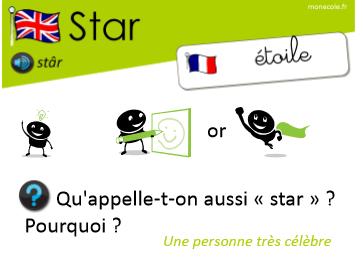 monecole.fr
Star
stâr
étoile
or
Qu'appelle-t-on aussi « star » ?
Pourquoi ?
Une personne très célèbre